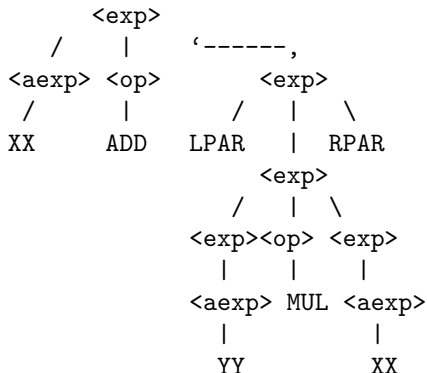 <exp>
/ | ‘------,
<aexp> <op> <exp>
/ | / | \
XX ADD LPAR | RPAR
<exp>
/ | \
<exp><op> <exp>
| | |
<aexp> MUL <aexp>
| |
YY XX